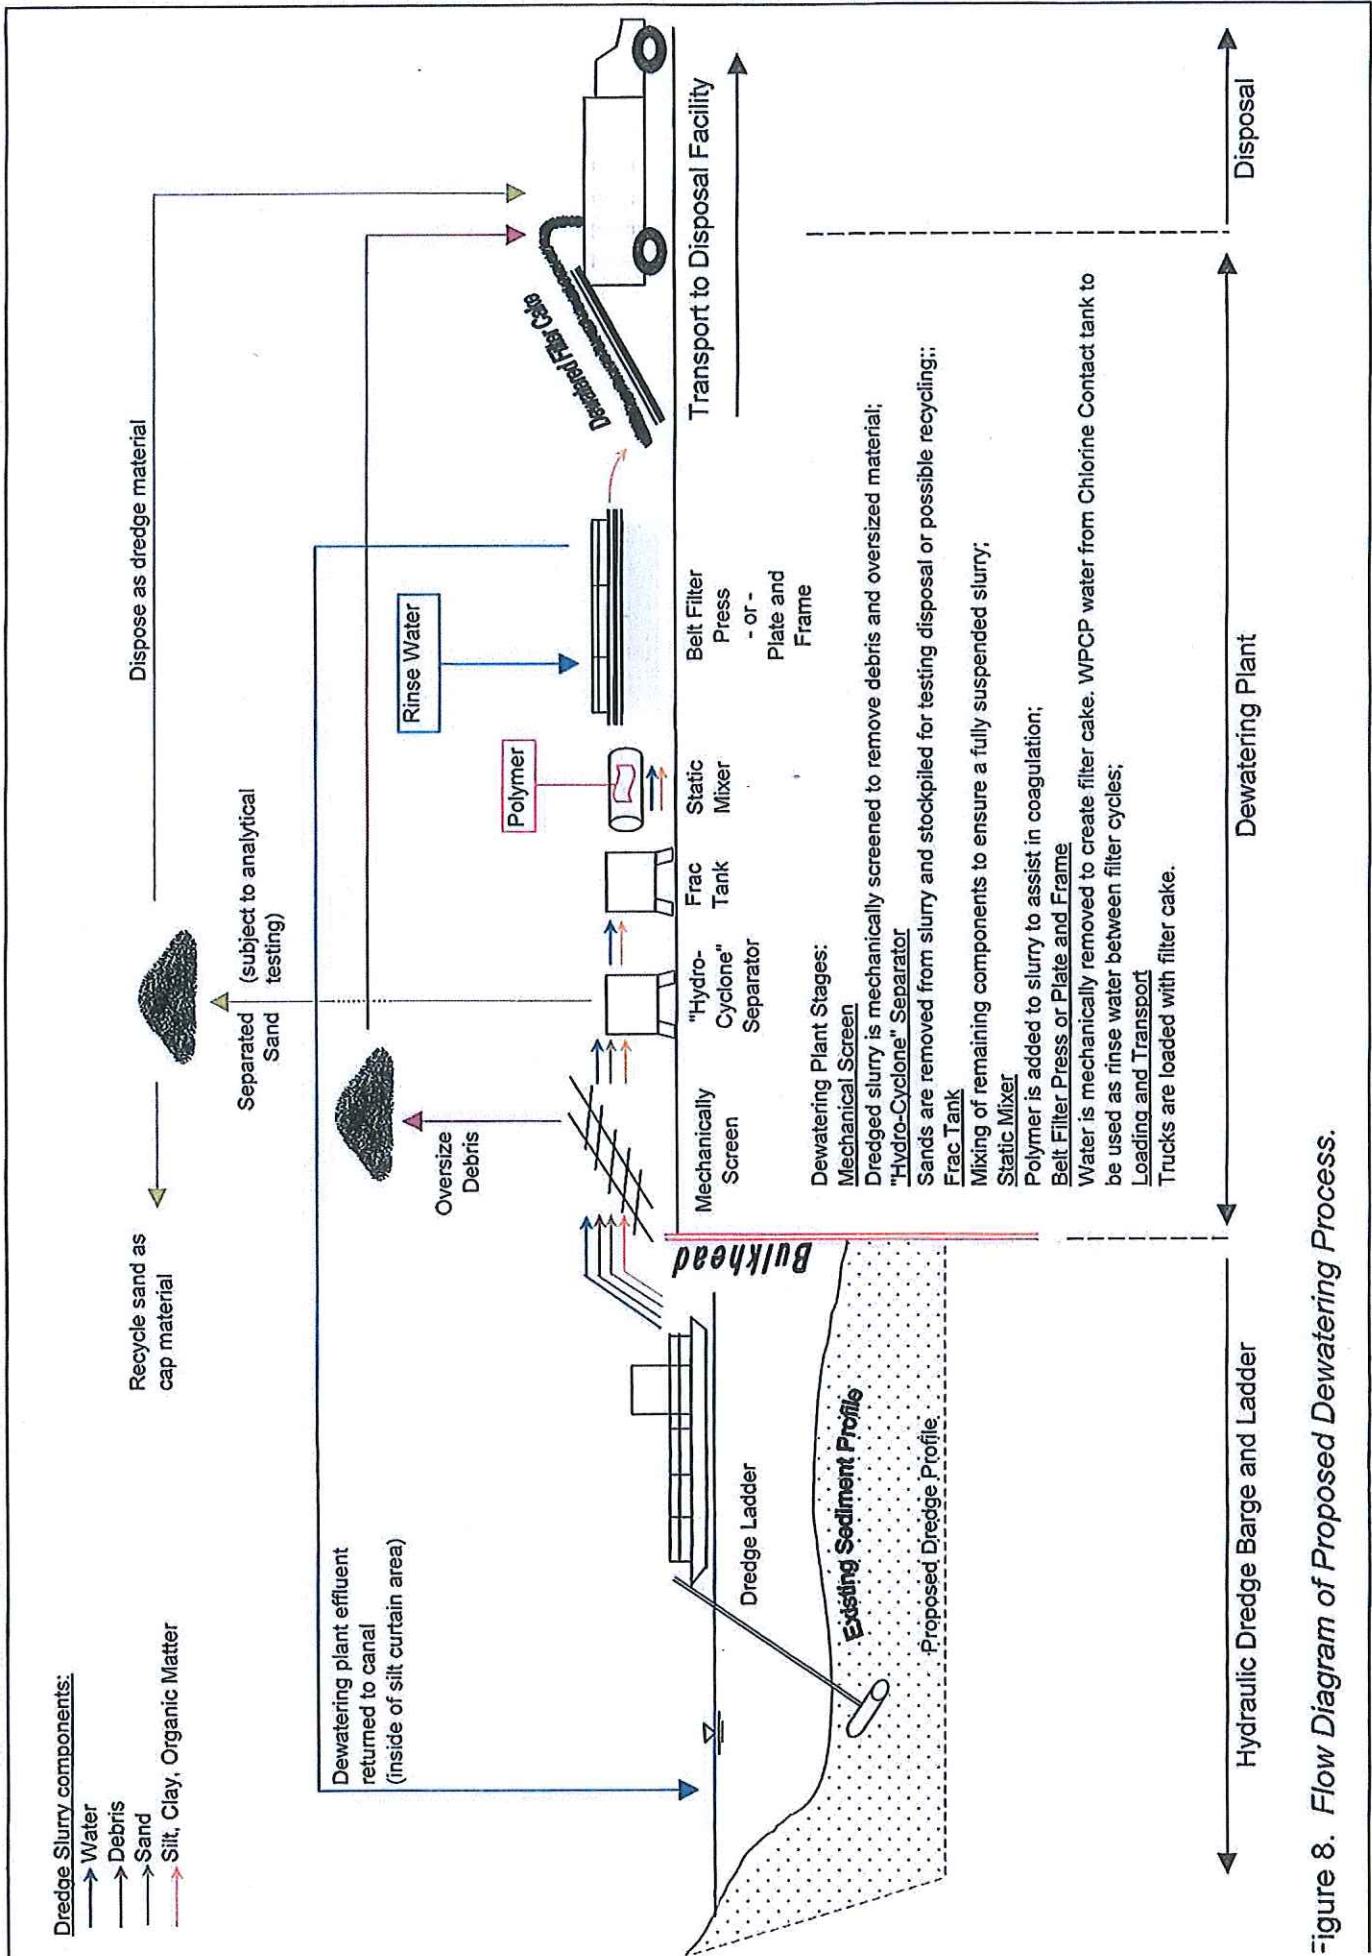 Dredge Slurry components:
Water
Debris
Sand
Silt, Clay, Organic Matter
Recycle sand as
cap material
Dispose as dredge material
Separated (subject to analytical
Sand testing)
Dewatering plant effluent
returned to canal
(inside of silt curtain area)
Oversize
Debris
Rinse Water
Polymer
Dewatered Filter Cake
Dredge Ladder
Bulkhead
Mechanically
Screen
"Hydro-
Cyclone"
Separator
Frac
Tank
Static
Mixer
Belt Filter
Press
- or -
Plate and
Frame
Transport to Disposal Facility
Existing Sediment Profile
Proposed Dredge Profile
Dewatering Plant Stages:
Mechanical Screen
Dredged slurry is mechanically screened to remove debris and oversized material;
"Hydro-Cyclone" Separator
Sands are removed from slurry and stockpiled for testing disposal or possible recycling;:
Frac Tank
Mixing of remaining components to ensure a fully suspended slurry;
Static Mixer
Polymer is added to slurry to assist in coagulation;
Belt Filter Press or Plate and Frame
Water is mechanically removed to create filter cake. WPCP water from Chlorine Contact tank to
be used as rinse water between filter cycles;
Loading and Transport
Trucks are loaded with filter cake.
Hydraulic Dredge Barge and Ladder
Dewatering Plant
Disposal
Figure 8. Flow Diagram of Proposed Dewatering Process.